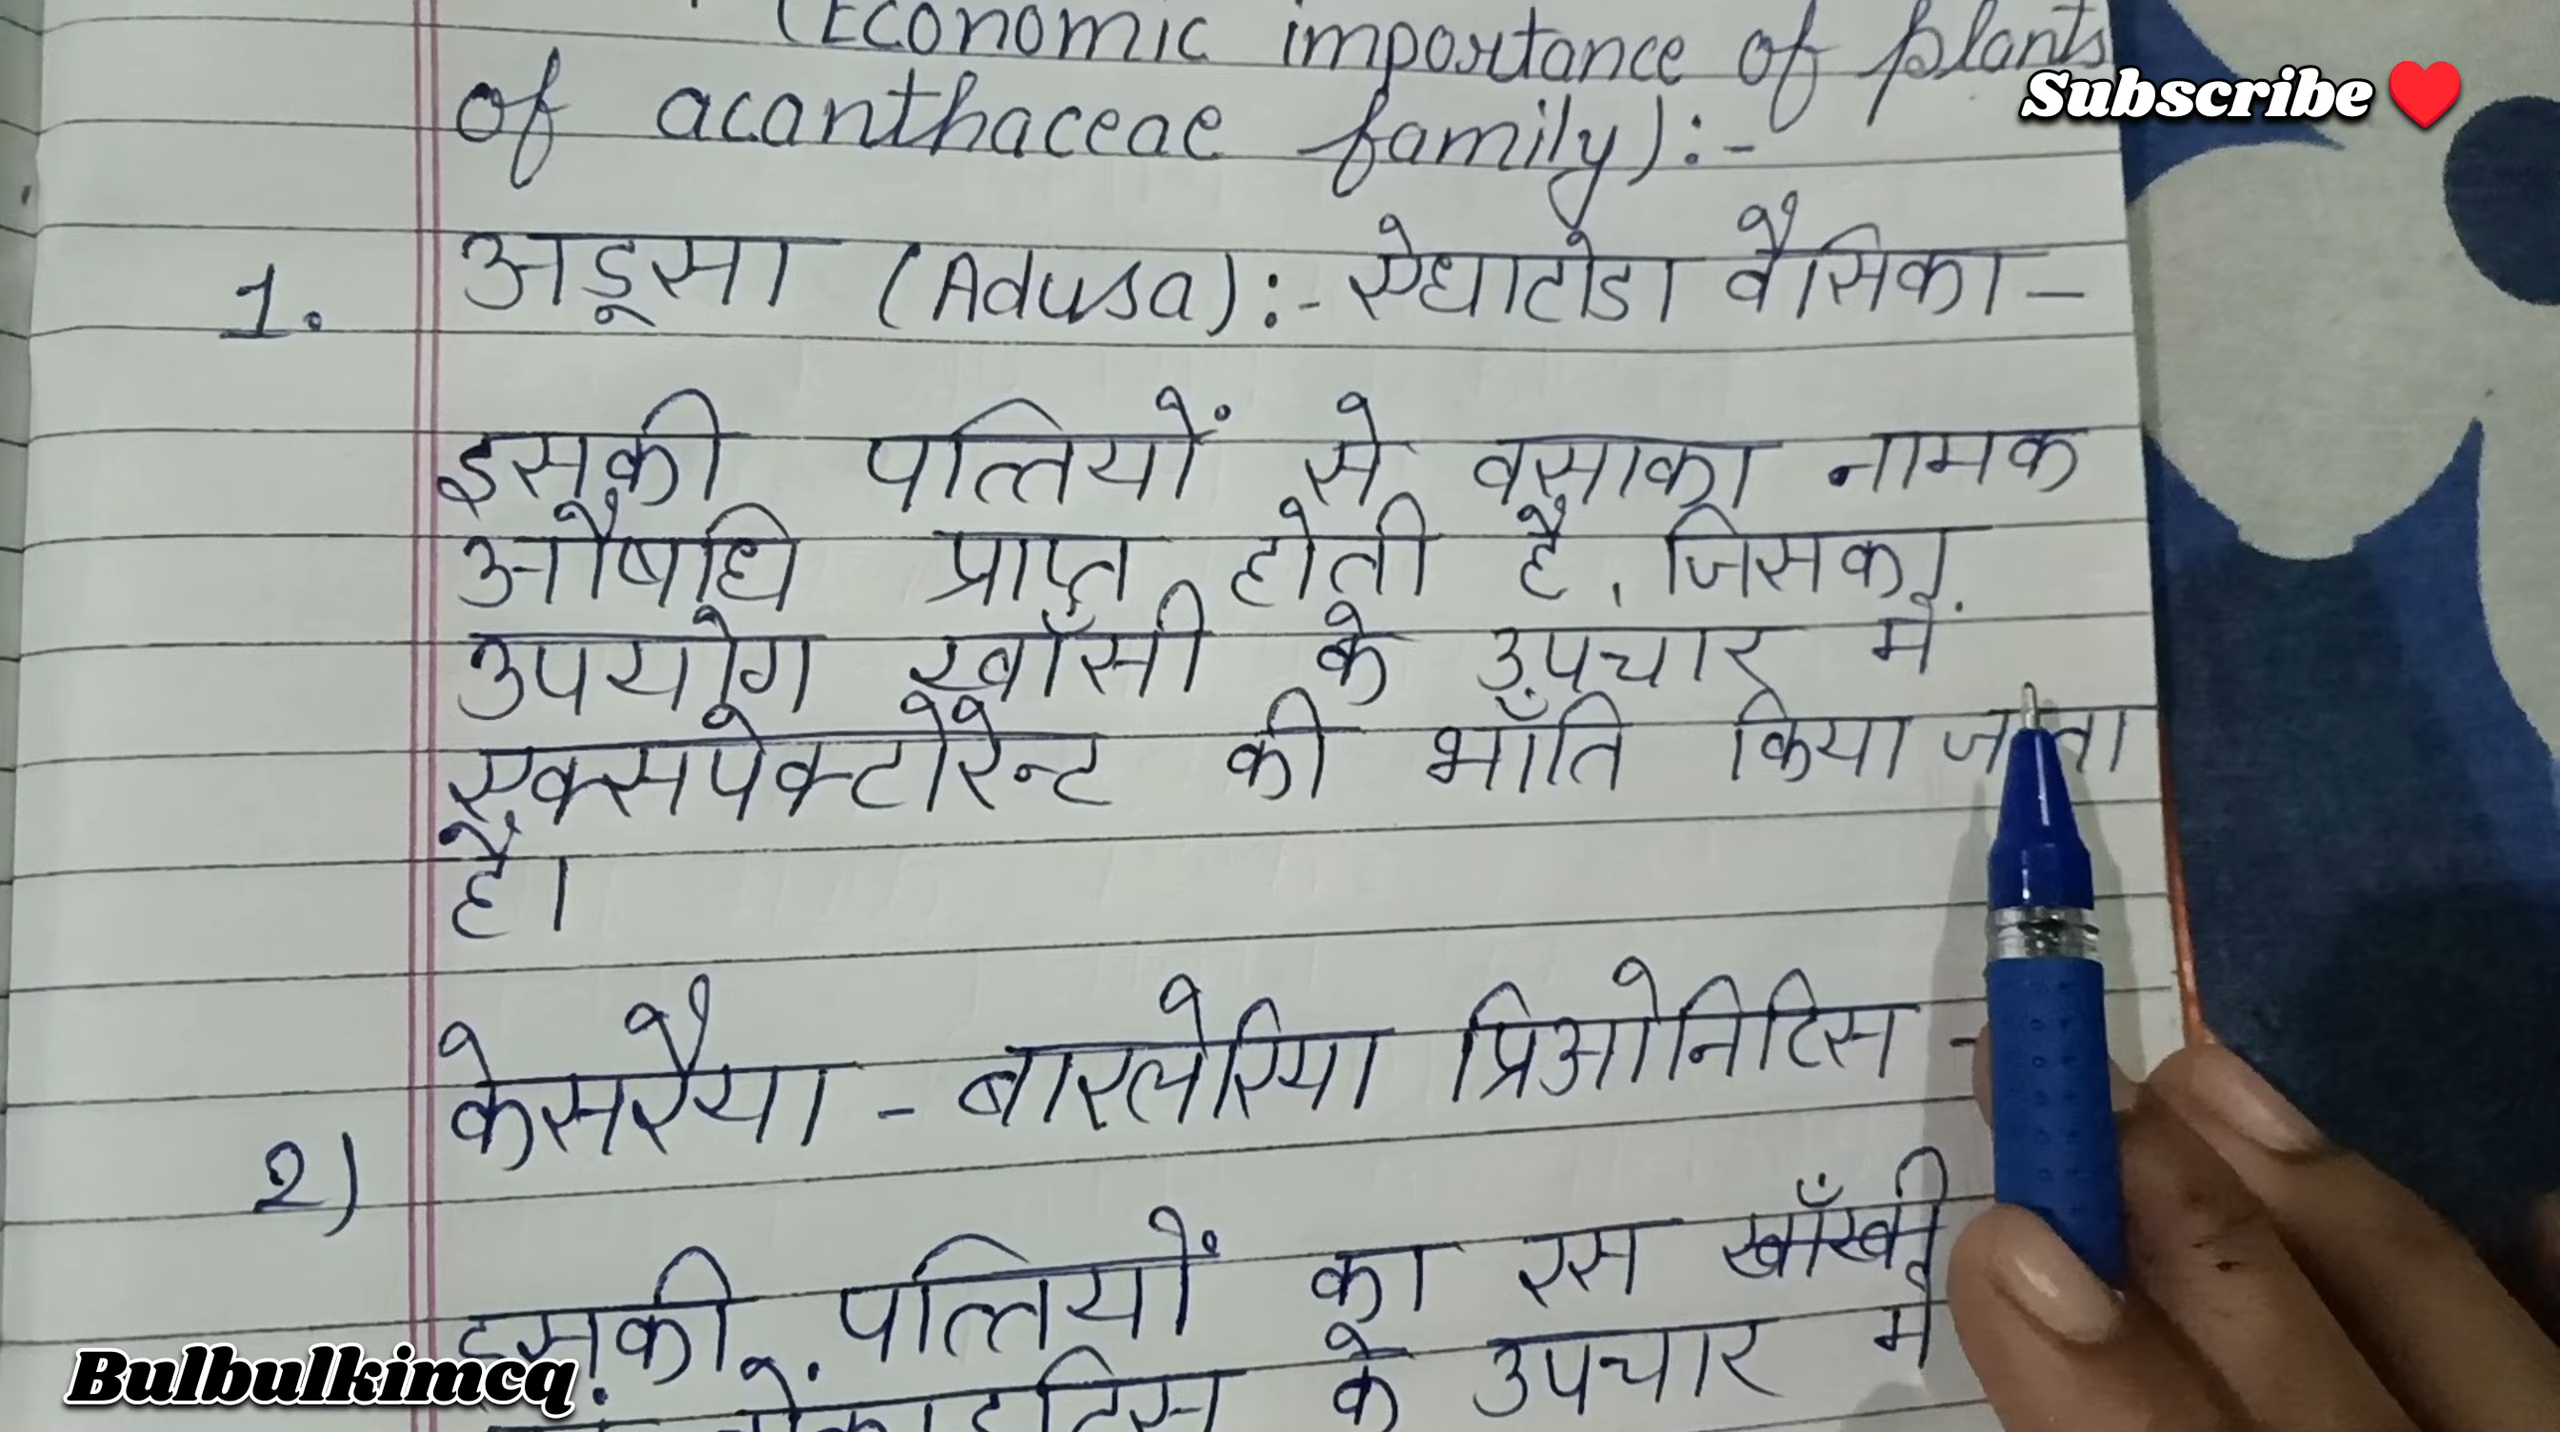 (Economic importance of plants
of acanthaceae family):-
Subscribe
1. अडूसा (Adusa):- ऐधाटोडा वैसिका -
इसकी पत्तियों से वसाका नामक
औषधि प्राप्त होती है, जिसका
उपयोग खाँसी के उपचार में
एक्सपेक्टोरेन्ट की भाँति किया जाता
है।
2) केसरैया - बारलेरिया प्रिओनिटिस -
इसकी पत्तियों का रस
के उपचार में
Bulbulkimcq